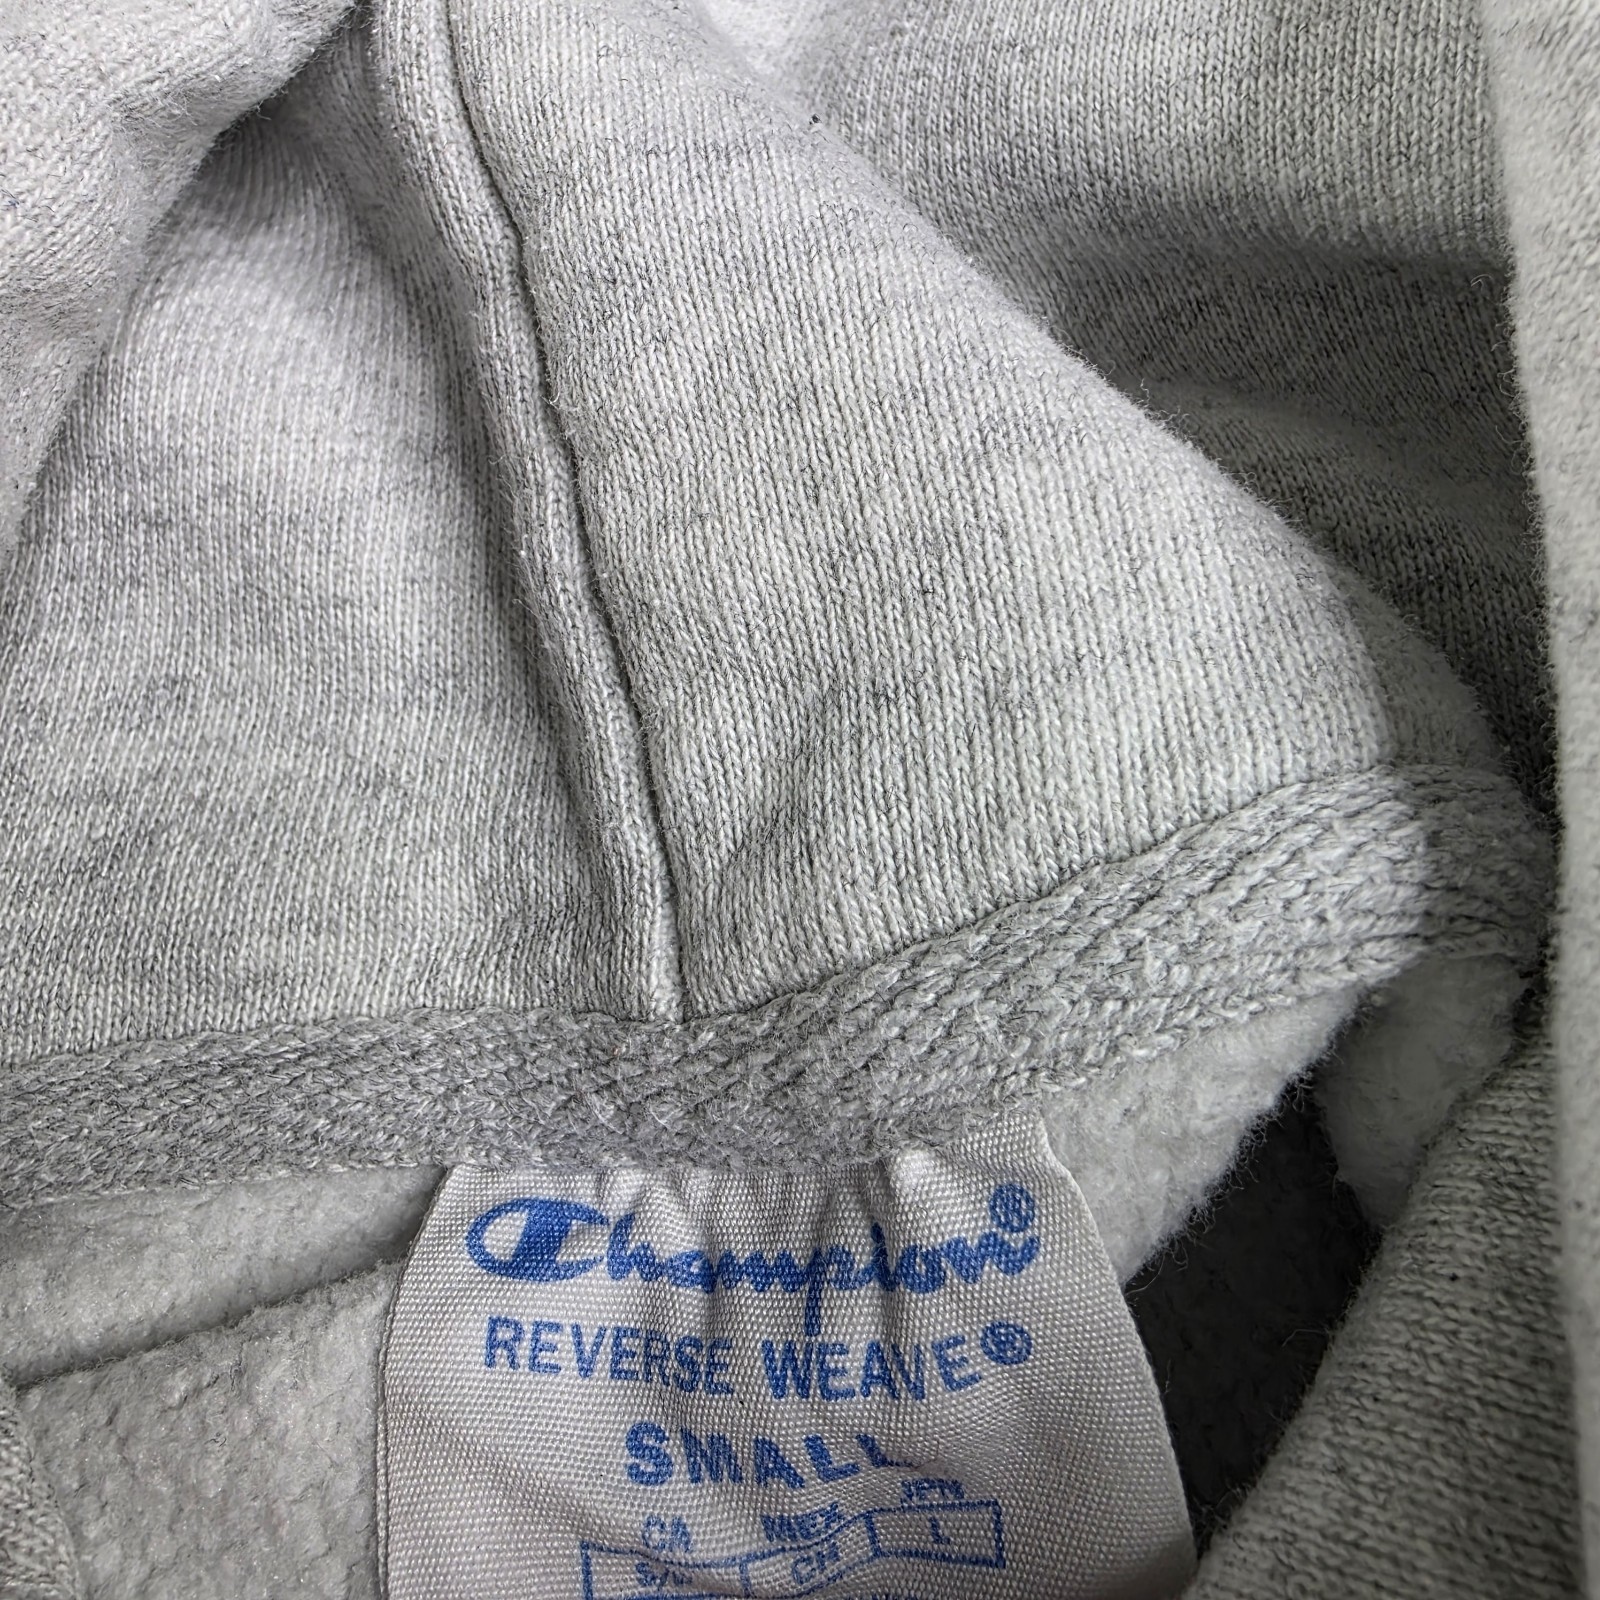 Champion®
REVERSE WEAVE®
SMALL
CA MEX JPN
S/P CH L